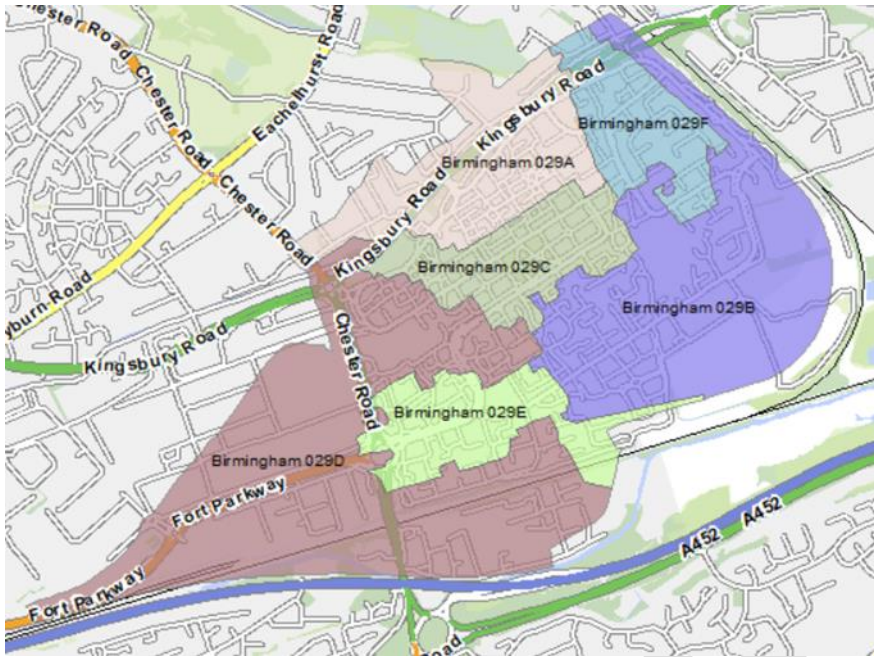 Chester Road
Chester Road
Chester Road
Eachelhurst Road
Kingsbury Road
Kingsbury Road
Birmingham 029F
Birmingham 029A
Birmingham 029C
Birmingham 029B
yburn Road
Kingsbury Road
Chester Road
Birmingham 029E
Birmingham 029D
Fort Parkway
Fort Parkway
A452
A452
Road